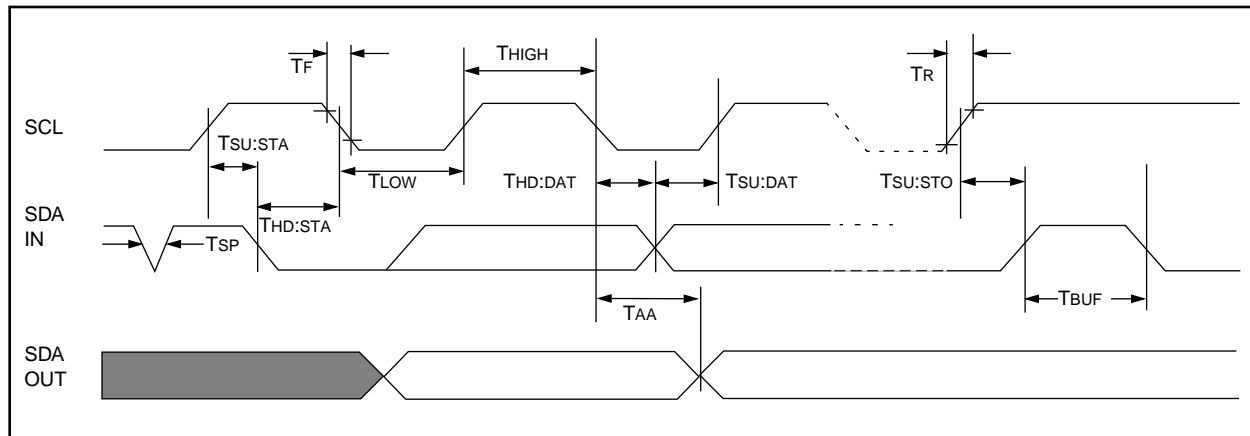 TF
THIGH
TR
SCL
TSU:STA
TLOW
THD:DAT
TSU:DAT
TSU:STO
SDA
IN
TSP
THD:STA
TAA
TBUF
SDA
OUT